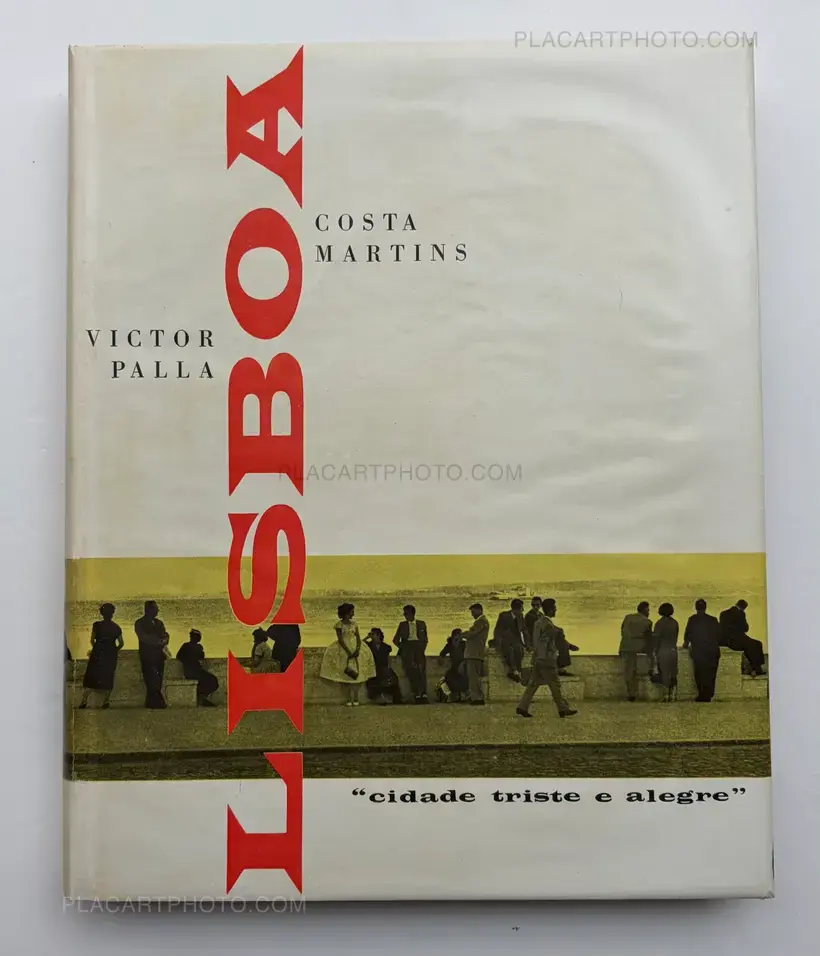 PLACARTPHOTO.COM
COSTA
MARTINS
VICTOR
PALLA
LISBOA
PLACARTPHOTO.COM
“cidade triste e alegre”
PLACARTPHOTO.COM